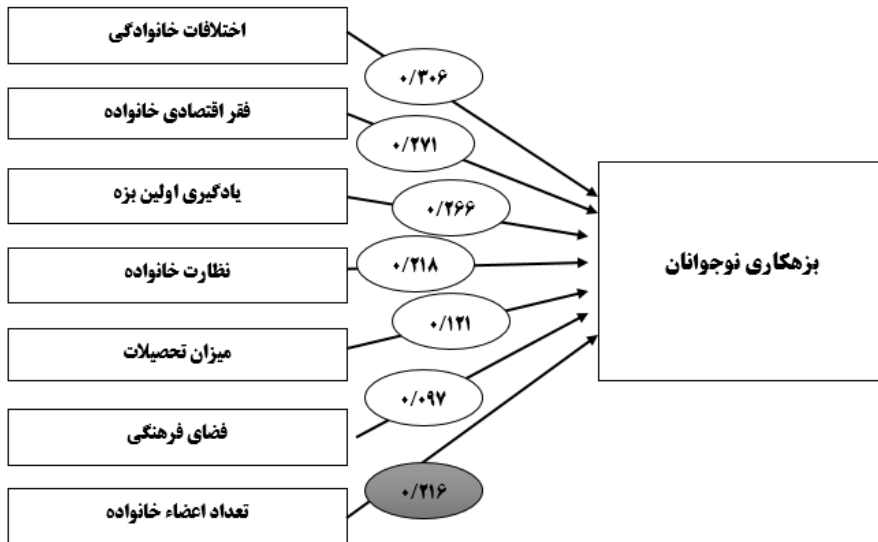 اختلافات خانوادگی
۰/۳۰۶
فقر اقتصادی خانواده
۰/۲۷۱
یادگیری اولین بزه
۰/۲۶۶
نظارت خانواده
۰/۲۱۸
میزان تحصیلات
۰/۱۲۱
فضای فرهنگی
۰/۰۹۷
تعداد اعضاء خانواده
۰/۲۱۶
بزهکاری نوجوانان